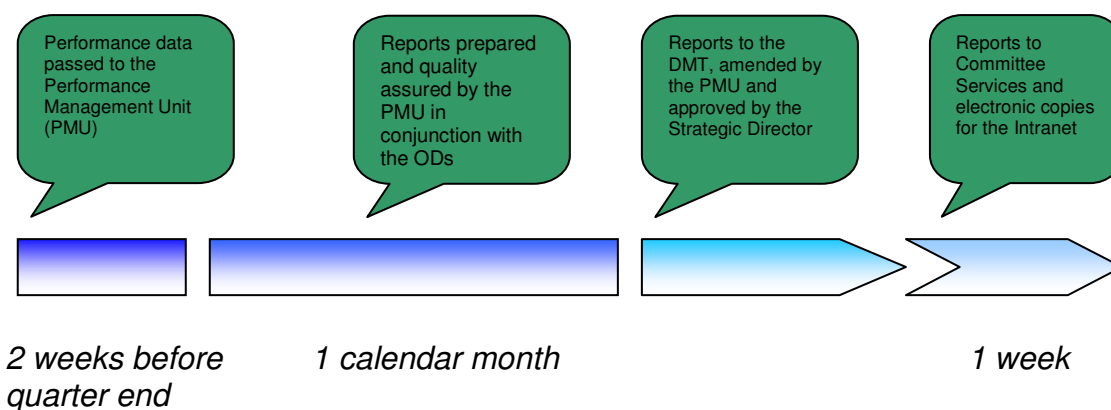 Performance data
passed to the
Performance
Management Unit
(PMU)
Reports prepared
and quality
assured by the
PMU in
conjunction with
the ODs
Reports to the
DMT, amended by
the PMU and
approved by the
Strategic Director
Reports to
Committee
Services and
electronic copies
for the Intranet
2 weeks before
quarter end
1 calendar month
1 week